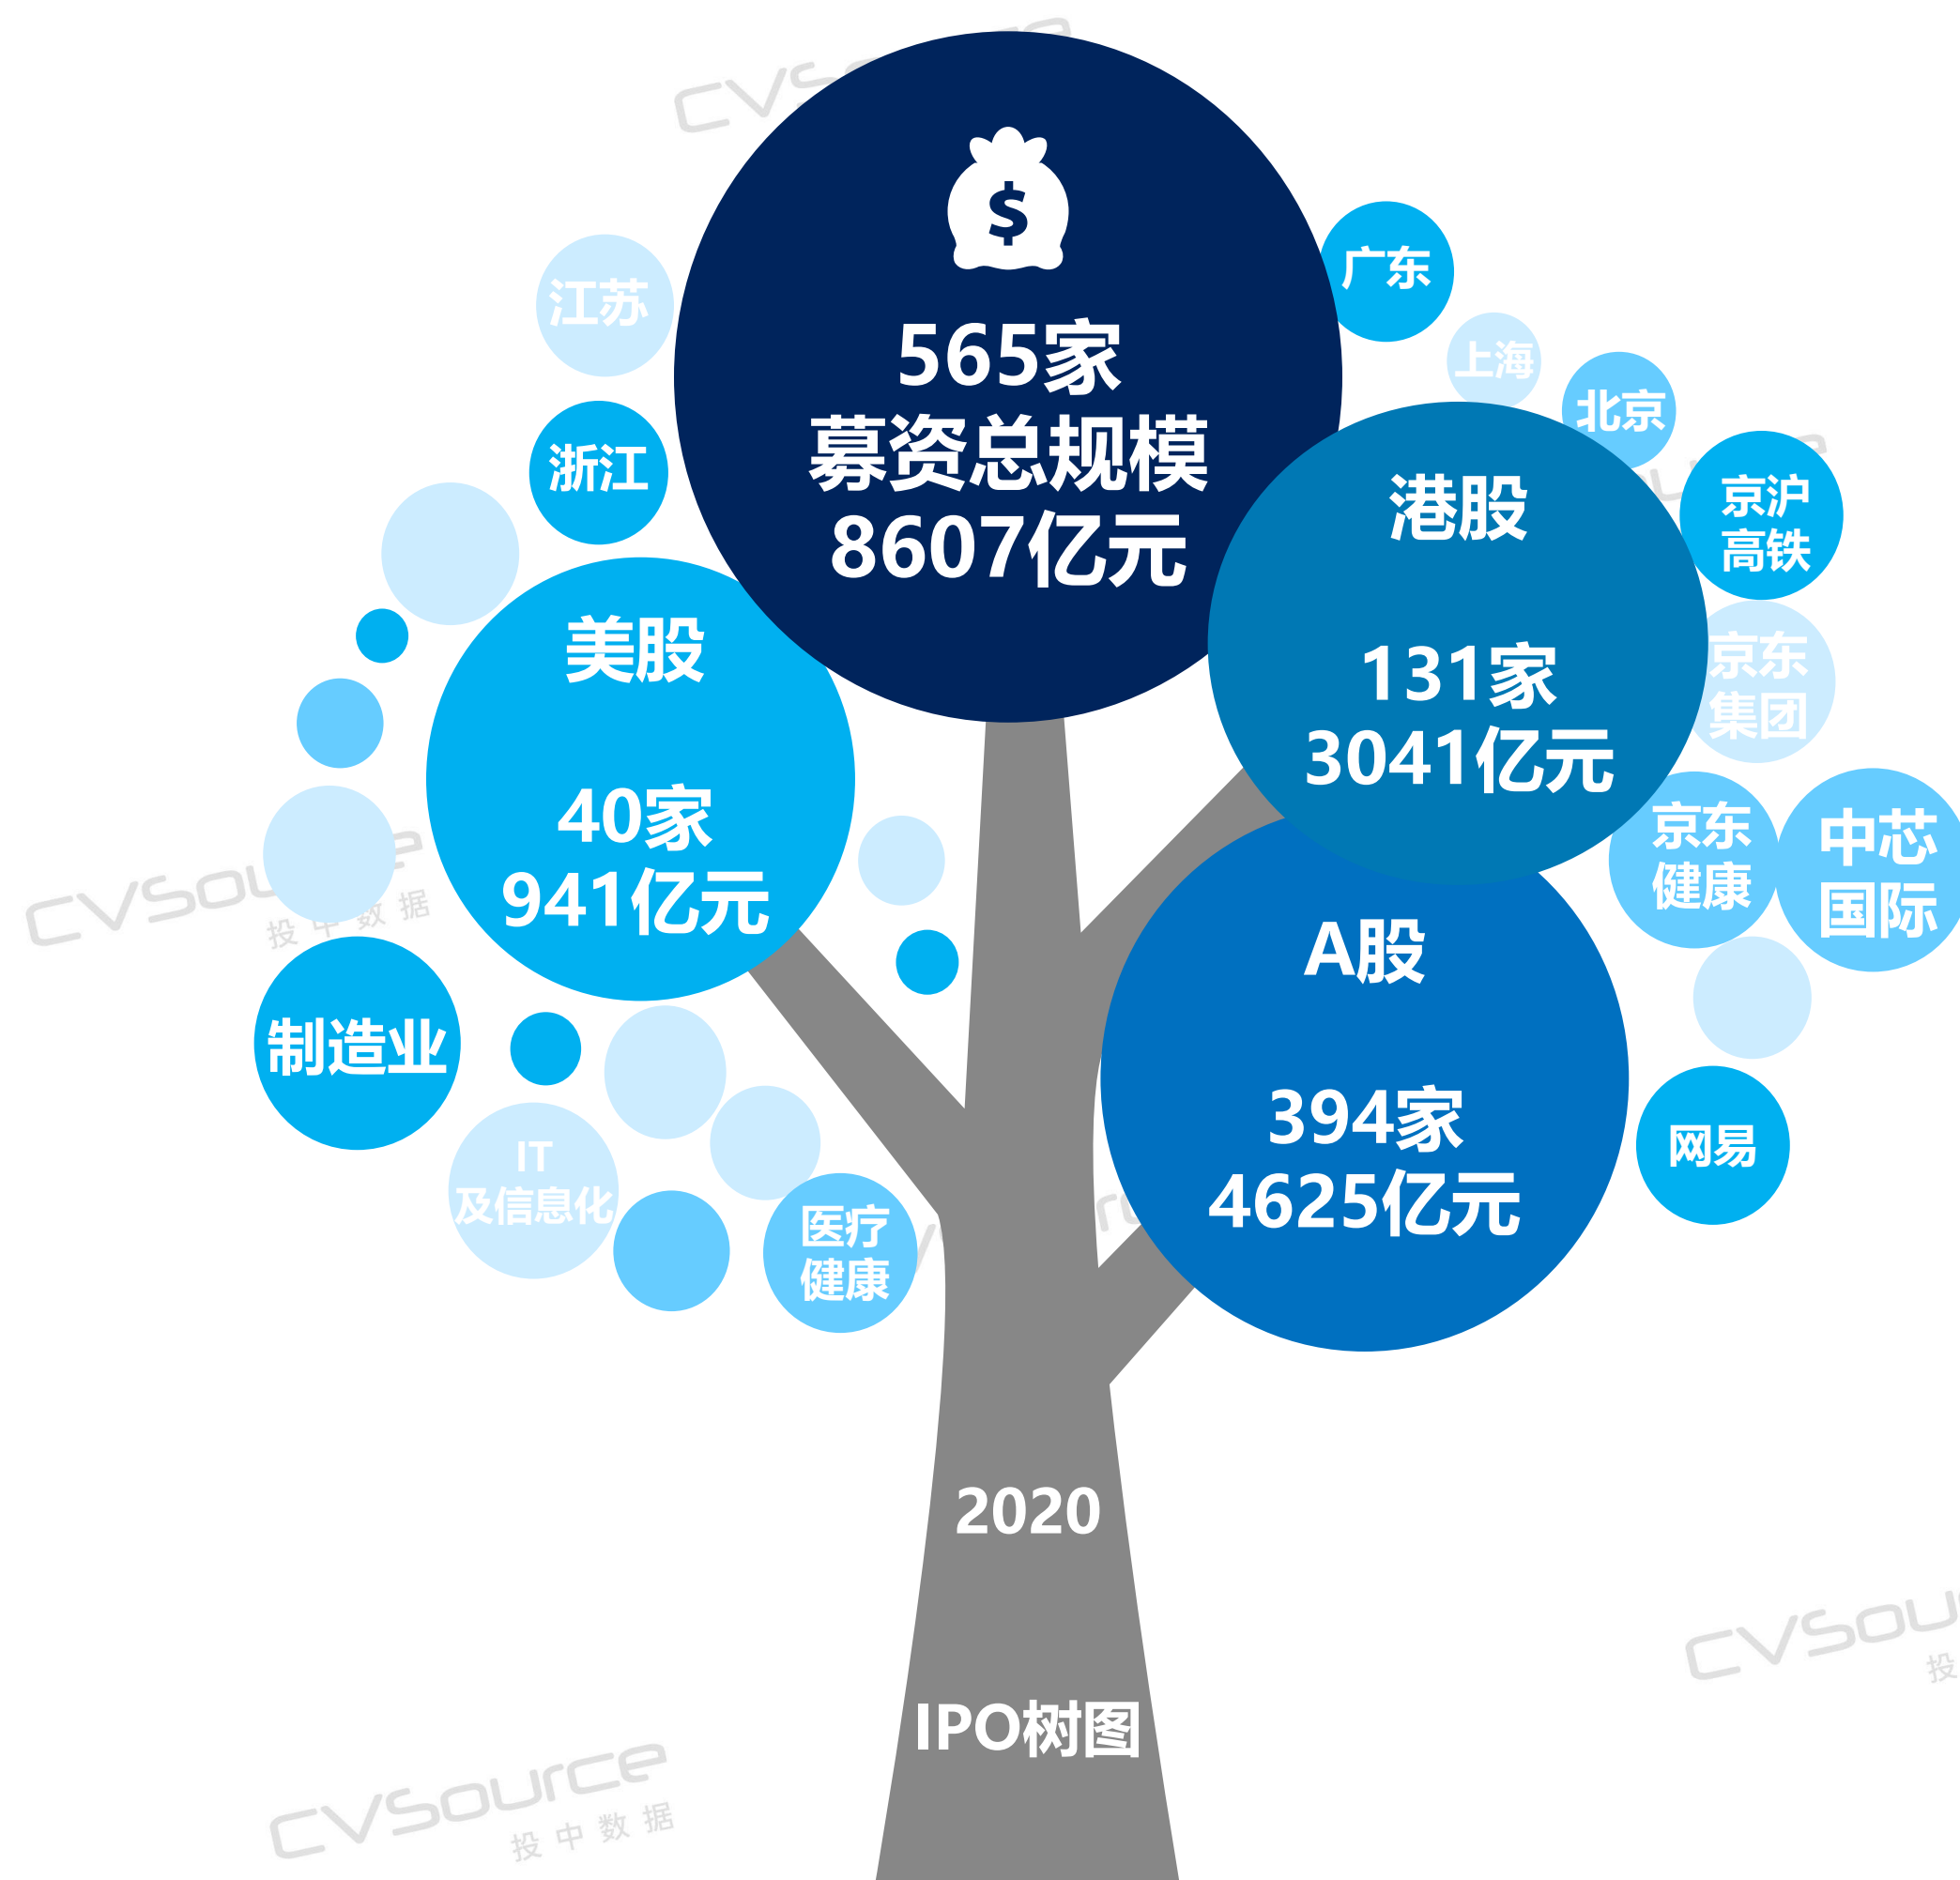 565家
募资总规模
8607亿元
江苏
浙江
广东
上海
北京
京沪
高铁
京东
集团
京东
健康
中芯
国际
网易
港股
131家
3041亿元
美股
40家
941亿元
A股
394家
4625亿元
制造业
IT
及信息化
医疗
健康
2020
IPO树图
CVSource
投中数据
CVSource
投中数据